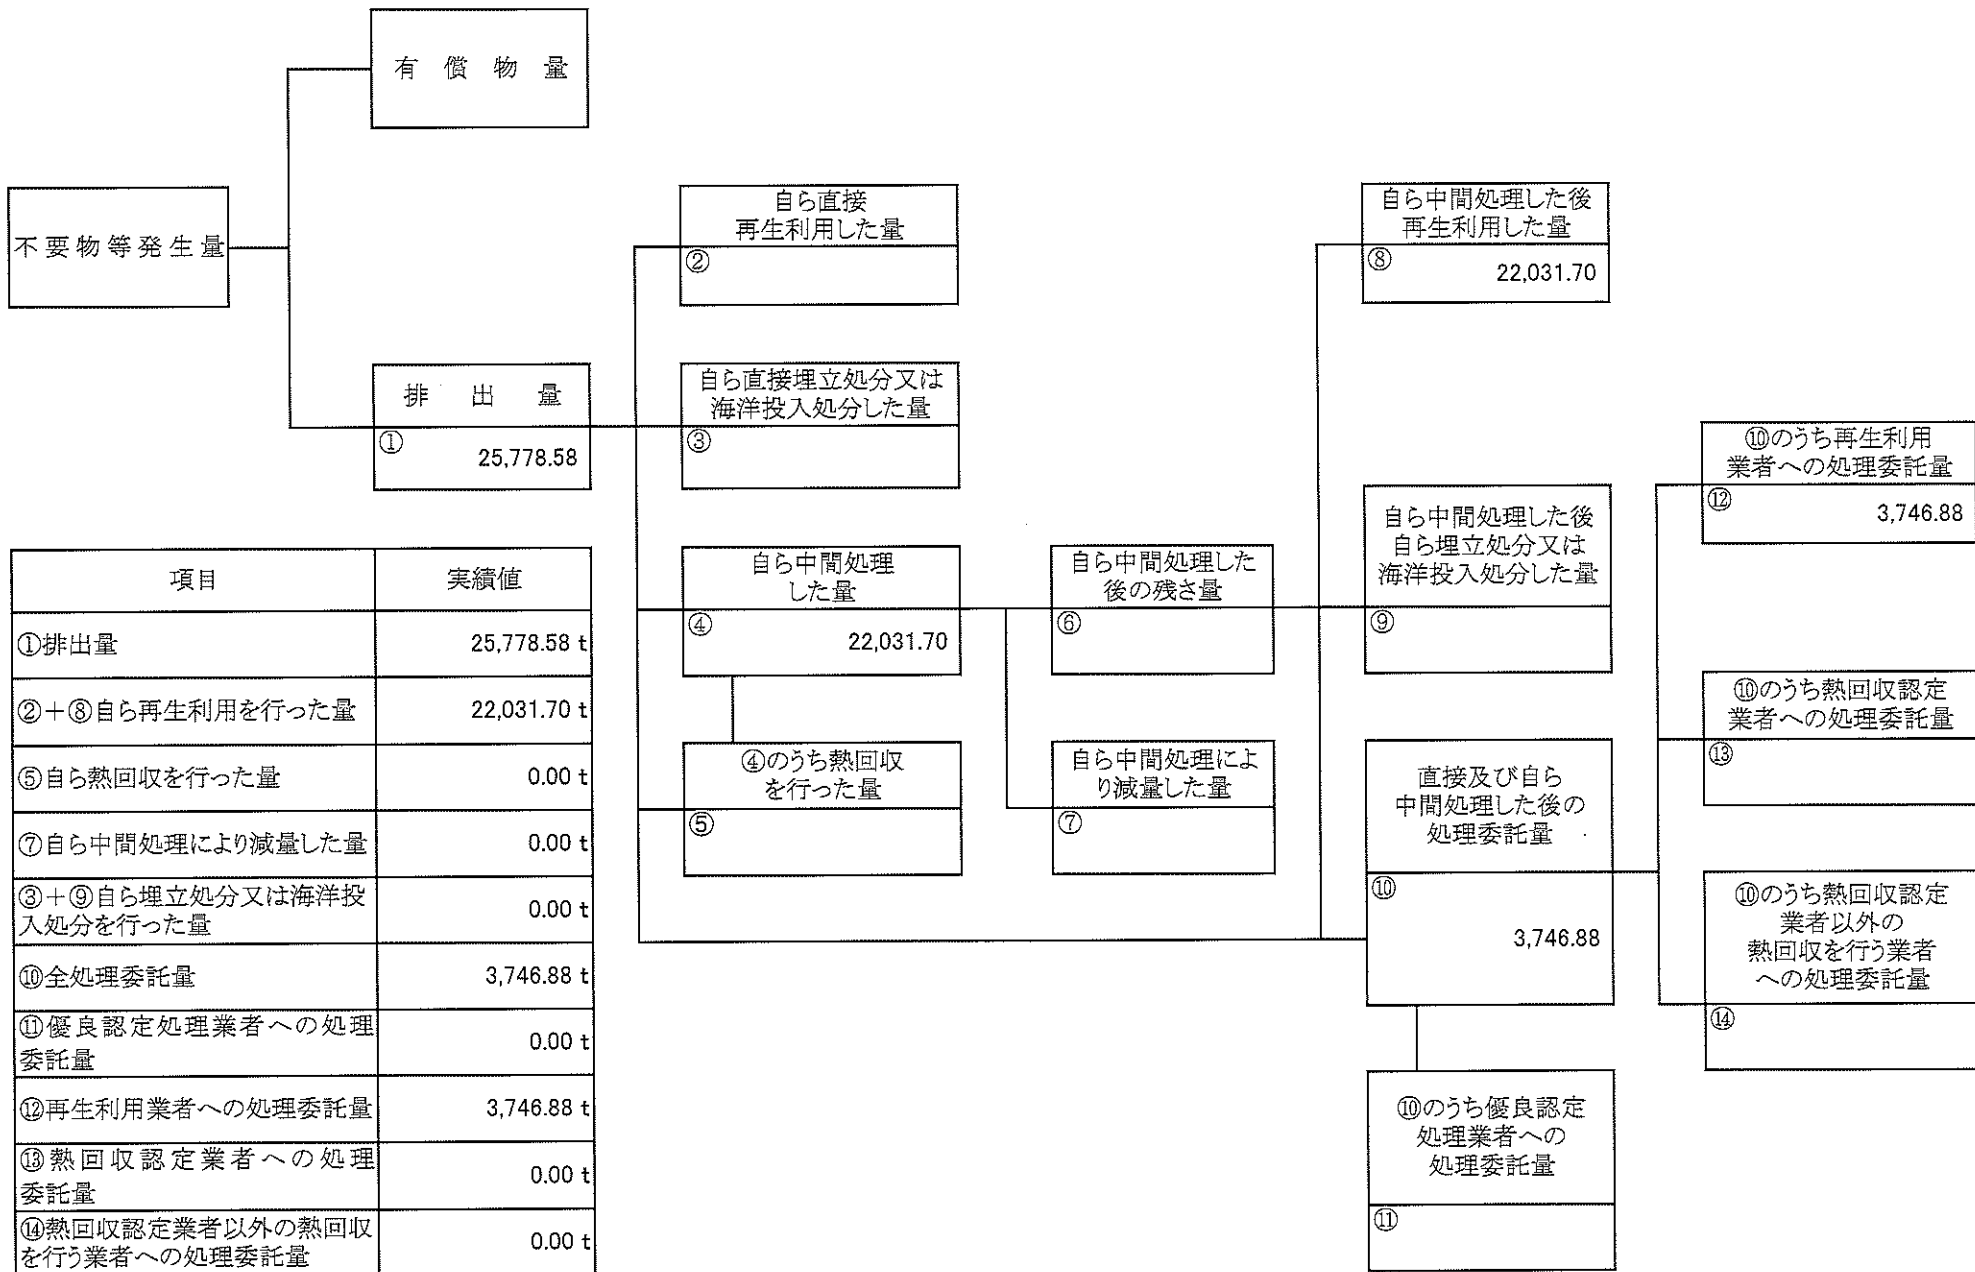 有償物量
不要物等発生量
排出量
①
25,778.58
自ら直接
再生利用した量
②
自ら直接埋立処分又は
海洋投入処分した量
③
自ら中間処理
した量
④
22,031.70
④のうち熱回収
を行った量
⑤
自ら中間処理した
後の残さ量
⑥
自ら中間処理によ
り減量した量
⑦
自ら中間処理した後
再生利用した量
⑧
22,031.70
自ら中間処理した後
自ら埋立処分又は
海洋投入処分した量
⑨
直接及び自ら
中間処理した後の
処理委託量
⑩
3,746.88
⑩のうち優良認定
処理業者への
処理委託量
⑪
⑩のうち再生利用
業者への処理委託量
⑫
3,746.88
⑩のうち熱回収認定
業者への処理委託量
⑬
⑩のうち熱回収認定
業者以外の
熱回収を行う業者
への処理委託量
⑭
項目 実績値
①排出量 25,778.58 t
②+⑧自ら再生利用を行った量 22,031.70 t
⑤自ら熱回収を行った量 0.00 t
⑦自ら中間処理により減量した量 0.00 t
③+⑨自ら埋立処分又は海洋投
入処分を行った量 0.00 t
⑩全処理委託量 3,746.88 t
⑪優良認定処理業者への処理
委託量 0.00 t
⑫再生利用業者への処理委託量 3,746.88 t
⑬熱回収認定業者への処理
委託量 0.00 t
⑭熱回収認定業者以外の熱回収
を行う業者への処理委託量 0.00 t